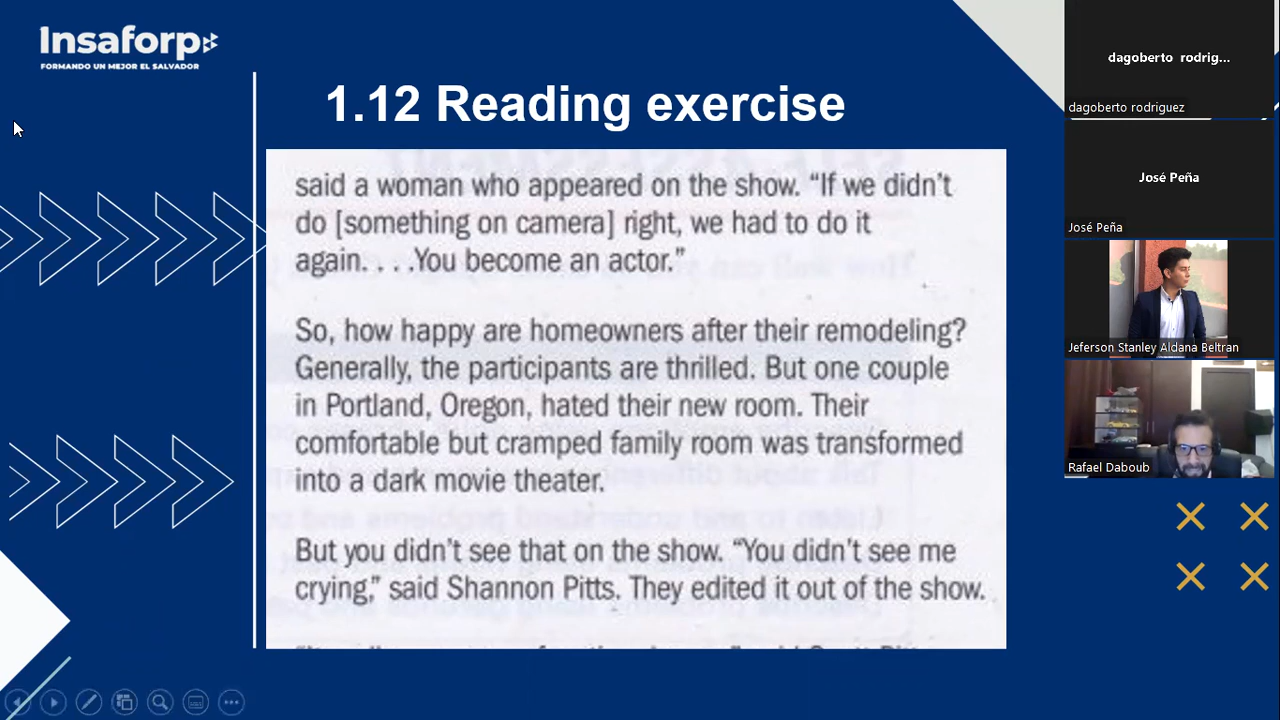 Insaforp
FORMANDO UN MEJOR EL SALVADOR
1.12 Reading exercise
said a woman who appeared on the show. “If we didn’t
do [something on camera] right, we had to do it
again. . . .You become an actor.”
So, how happy are homeowners after their remodeling?
Generally, the participants are thrilled. But one couple
in Portland, Oregon, hated their new room. Their
comfortable but cramped family room was transformed
into a dark movie theater.
But you didn’t see that on the show. “You didn’t see me
crying,” said Shannon Pitts. They edited it out of the show.
dagoberto rodrig...
dagoberto rodriguez
José Peña
José Peña
Jeferson Stanley Aldana Beltran
Rafael Daboub